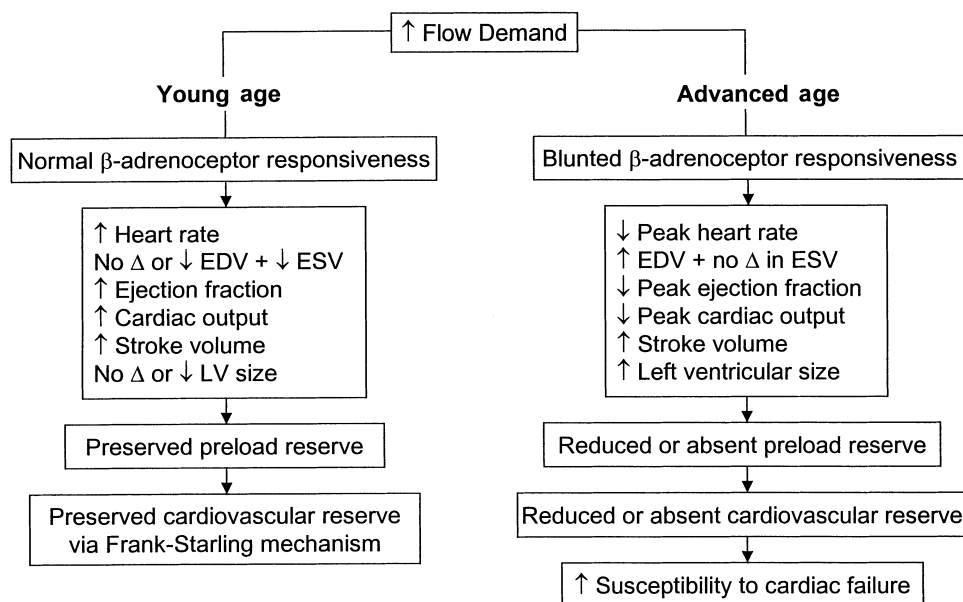 ↑ Flow Demand
Young age
Normal β-adrenoceptor responsiveness
↑ Heart rate
No Δ or ↓ EDV + ↓ ESV
↑ Ejection fraction
↑ Cardiac output
↑ Stroke volume
No Δ or ↓ LV size
Preserved preload reserve
Preserved cardiovascular reserve
via Frank-Starling mechanism
Advanced age
Blunted β-adrenoceptor responsiveness
↓ Peak heart rate
↑ EDV + no Δ in ESV
↓ Peak ejection fraction
↓ Peak cardiac output
↑ Stroke volume
↑ Left ventricular size
Reduced or absent preload reserve
Reduced or absent cardiovascular reserve
↑ Susceptibility to cardiac failure